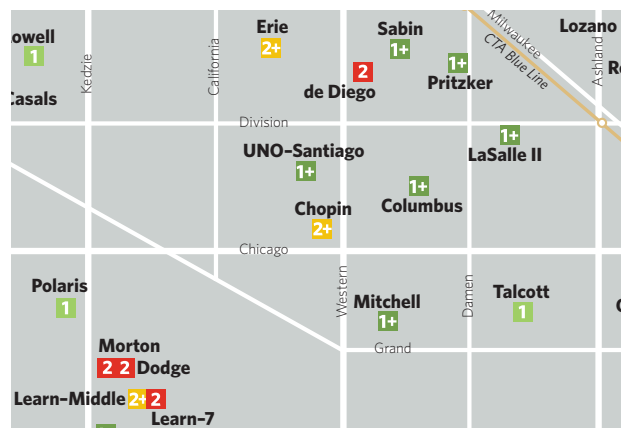 Erie
2+
Sabin
1+
Milwaukee
CTA Blue Line
Lozano
owell
1
Casals
Kedzie
California
2
de Diego
1+
Pritzker
Ashland
Division
UNO–Santiago
1+
1+
LaSalle II
1+
Columbus
Chopin
2+
Chicago
Polaris
1
Western
Mitchell
1+
Damen
Talcott
1
Grand
Morton
2 2 Dodge
Learn–Middle 2+ 2
Learn–7